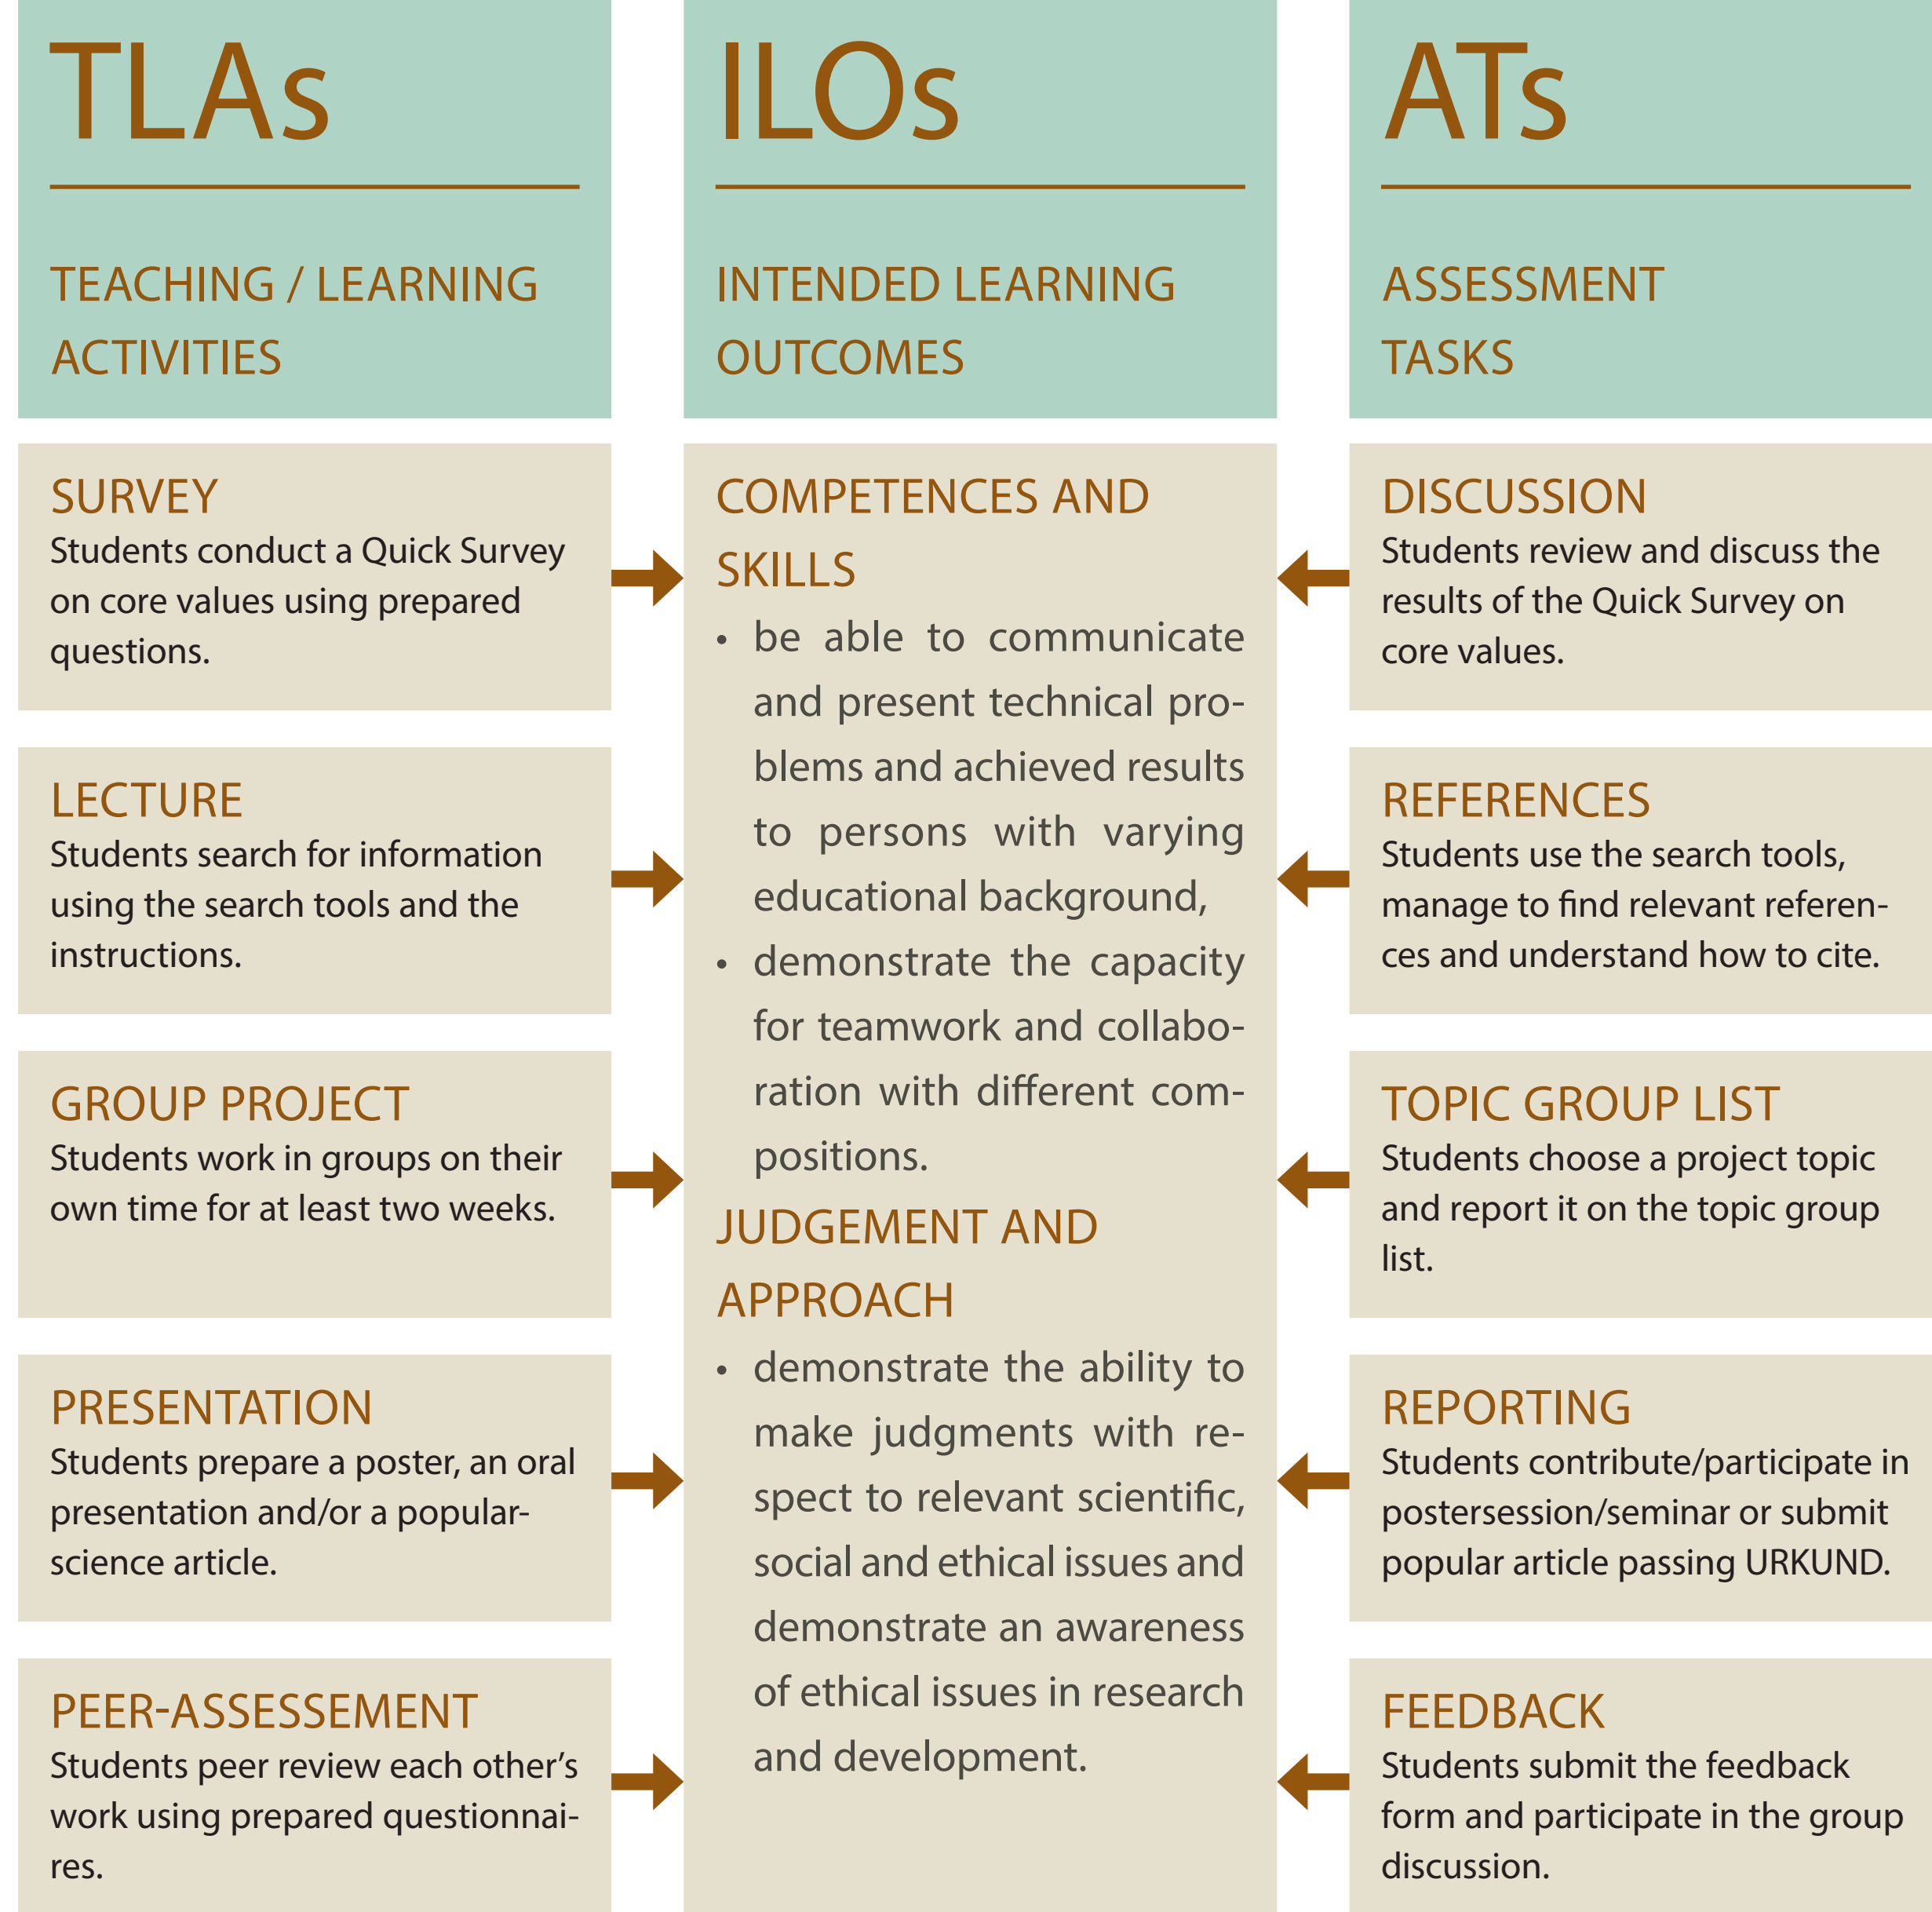 TLAs
TEACHING / LEARNING
ACTIVITIES
SURVEY
Students conduct a Quick Survey
on core values using prepared
questions.
LECTURE
Students search for information
using the search tools and the
instructions.
GROUP PROJECT
Students work in groups on their
own time for at least two weeks.
PRESENTATION
Students prepare a poster, an oral
presentation and/or a popular-
science article.
PEER-ASSESSEMENT
Students peer review each other’s
work using prepared questionnai-
res.
ILOs
INTENDED LEARNING
OUTCOMES
COMPETENCES AND
SKILLS
• be able to communicate
and present technical pro-
blems and achieved results
to persons with varying
educational background,
• demonstrate the capacity
for teamwork and collabo-
ration with different com-
positions.
JUDGEMENT AND
APPROACH
• demonstrate the ability to
make judgments with re-
spect to relevant scientific,
social and ethical issues and
demonstrate an awareness
of ethical issues in research
and development.
ATs
ASSESSMENT
TASKS
DISCUSSION
Students review and discuss the
results of the Quick Survey on
core values.
REFERENCES
Students use the search tools,
manage to find relevant referen-
ces and understand how to cite.
TOPIC GROUP LIST
Students choose a project topic
and report it on the topic group
list.
REPORTING
Students contribute/participate in
postersession/seminar or submit
popular article passing URKUND.
FEEDBACK
Students submit the feedback
form and participate in the group
discussion.